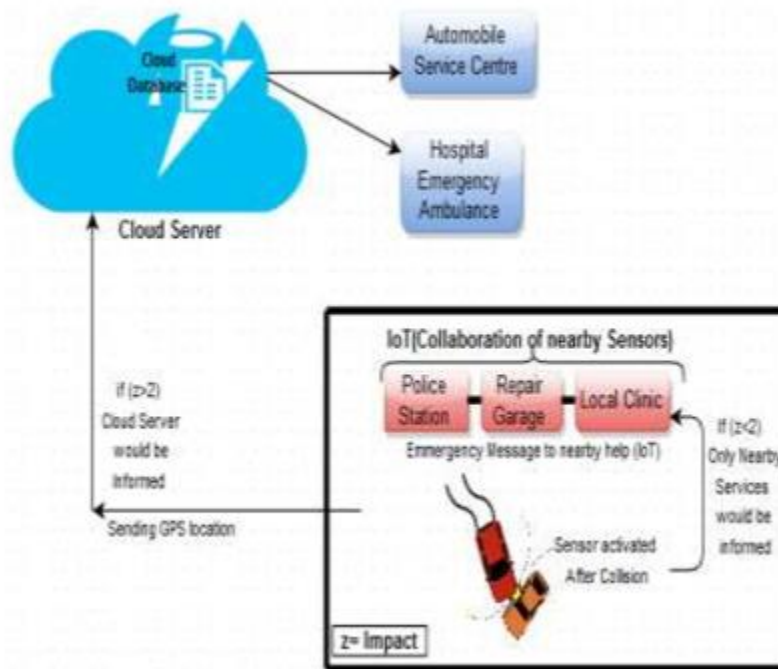 Cloud
Database
Automobile
Service Centre
Hospital
Emergency
Ambulance
Cloud Server
IoT(Collaboration of nearby Sensors)
Police
Station
Repair
Garage
Local Clinic
Emmergency Message to nearby help (IoT)
if (z>2)
Cloud Server
would be
Informed
Sending GPS location
If (z<2)
Only Nearby
Services
would be
informed
Sensor activated
After Collision
z= Impact